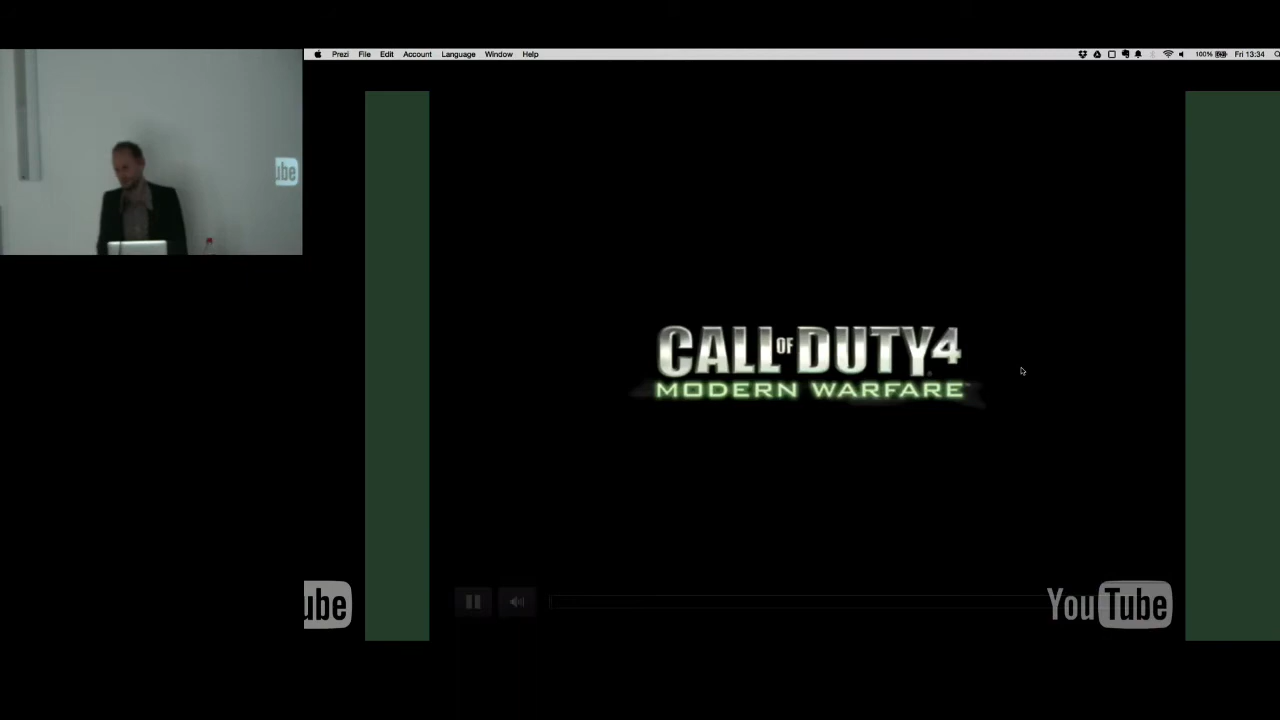 Prezi File Edit Account Language Window Help
100% Fri 13:34
ube
CALL OF DUTY 4
MODERN WARFARE
ube
YouTube